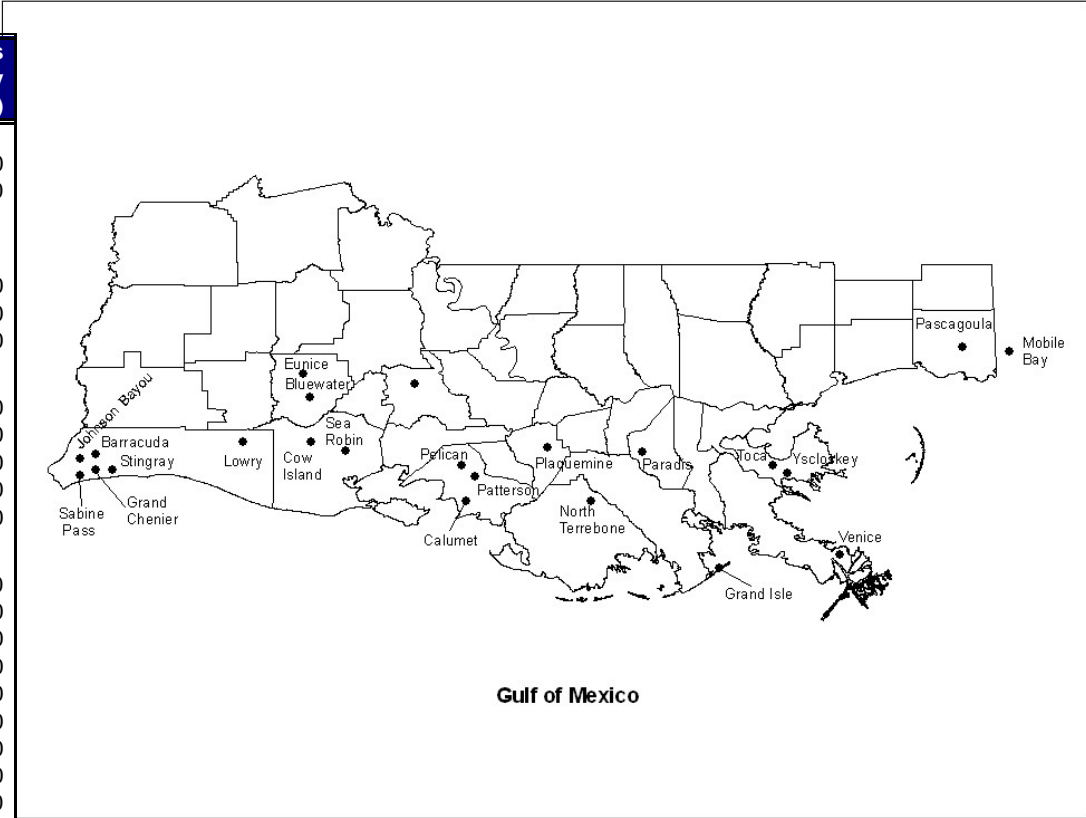 Pascagoula
Mobile
Bay
Eunice
Bluewater
Johnson Bayou
Barracuda
Stingray
Lowry
Sea
Robin
Cow
Island
Pelican
Patterson
Plaquemine
Paradis
Toca
Yscloskey
Sabine
Pass
Grand
Chenier
Calumet
North
Terrebone
Venice
Grand Isle
Gulf of Mexico